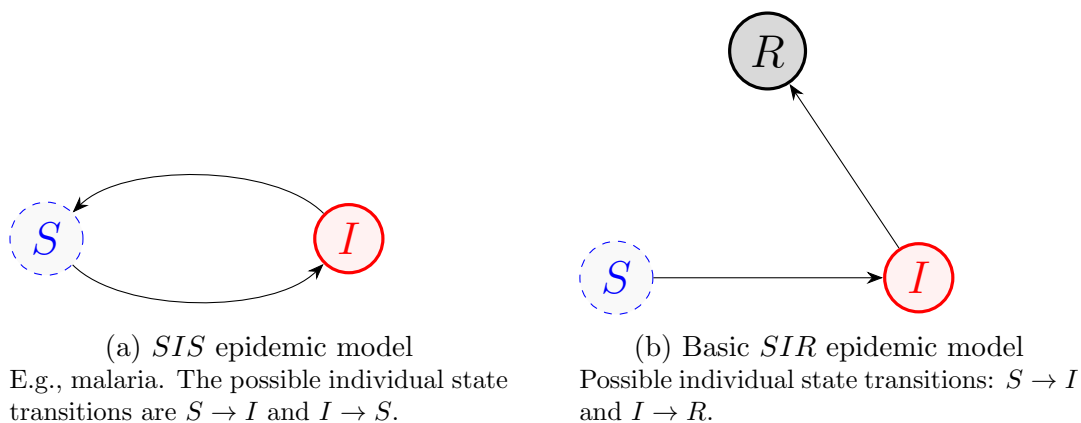 R
S
I
S
I
(a) SIS epidemic model
E.g., malaria. The possible individual state
transitions are S → I and I → S.
(b) Basic SIR epidemic model
Possible individual state transitions: S → I
and I → R.